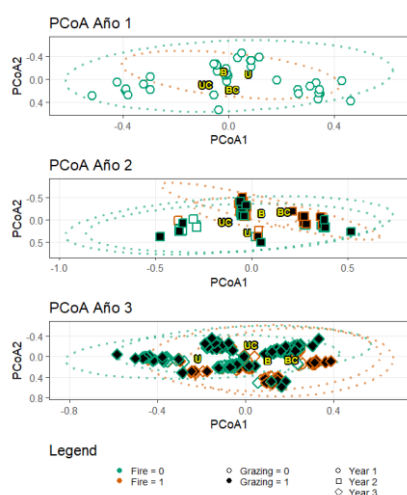 PCoA Año 1
PCoA2
-0.4
0.0
0.4
B
U
UC
BC
-0.4
0.0
0.4
PCoA1
PCoA Año 2
PCoA2
-0.5
0.0
0.5
UC
B
BC
U
-1.0
-0.5
0.0
0.5
PCoA1
PCoA Año 3
PCoA2
-0.4
0.0
0.4
0.8
U
UC
B
UC
-0.8
-0.4
0.0
0.4
PCoA1
Legend
Fire = 0
Grazing = 0
Year 1
Fire = 1
Grazing = 1
Year 2
Year 3